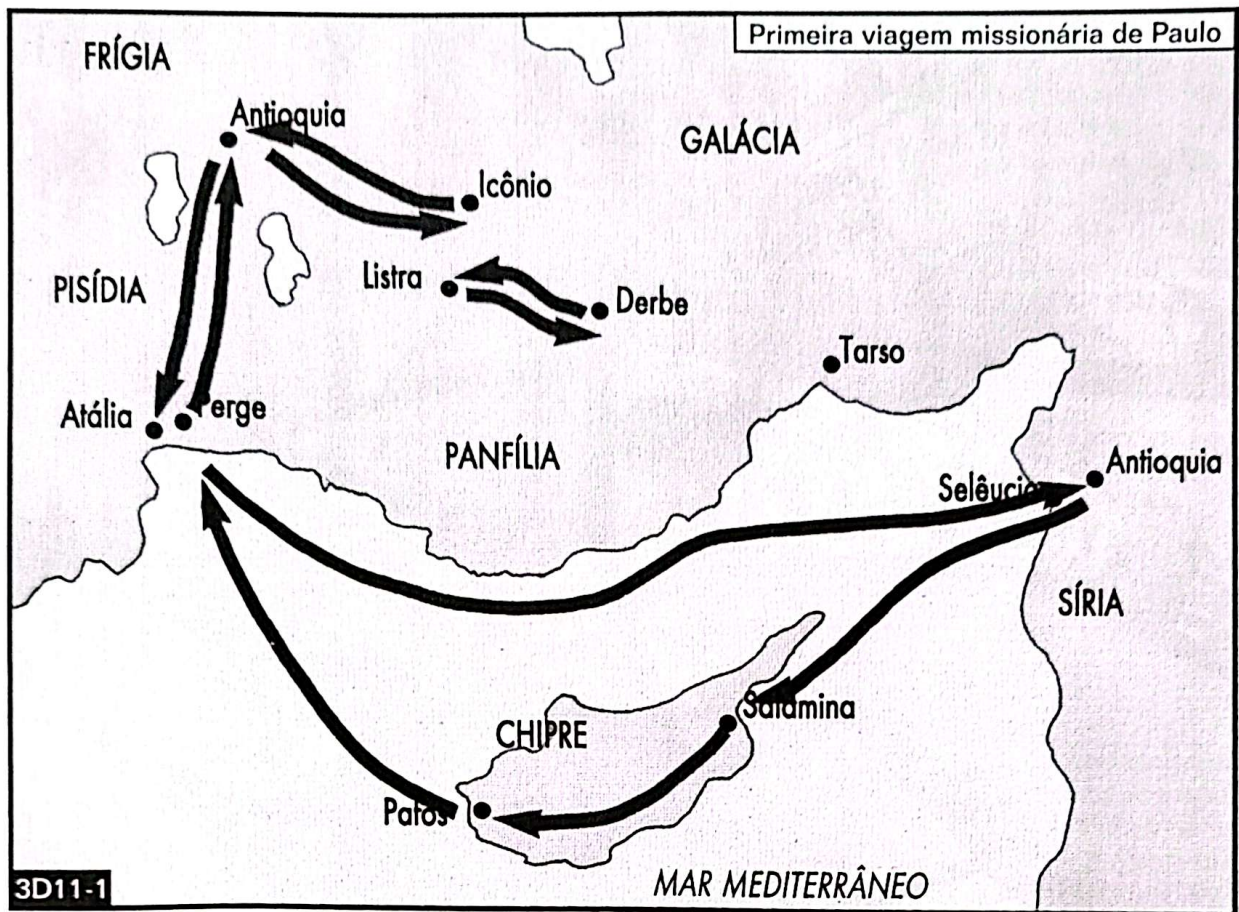 Primeira viagem missionária de Paulo
FRÍGIA
Antioquia
GALÁCIA
Icônio
Listra
PISÍDIA
Derbe
Tarso
Atália
Perge
PANFÍLIA
Antioquia
Selêucia
SÍRIA
Salamina
CHIPRE
Pafos
MAR MEDITERRÂNEO
3D11-1